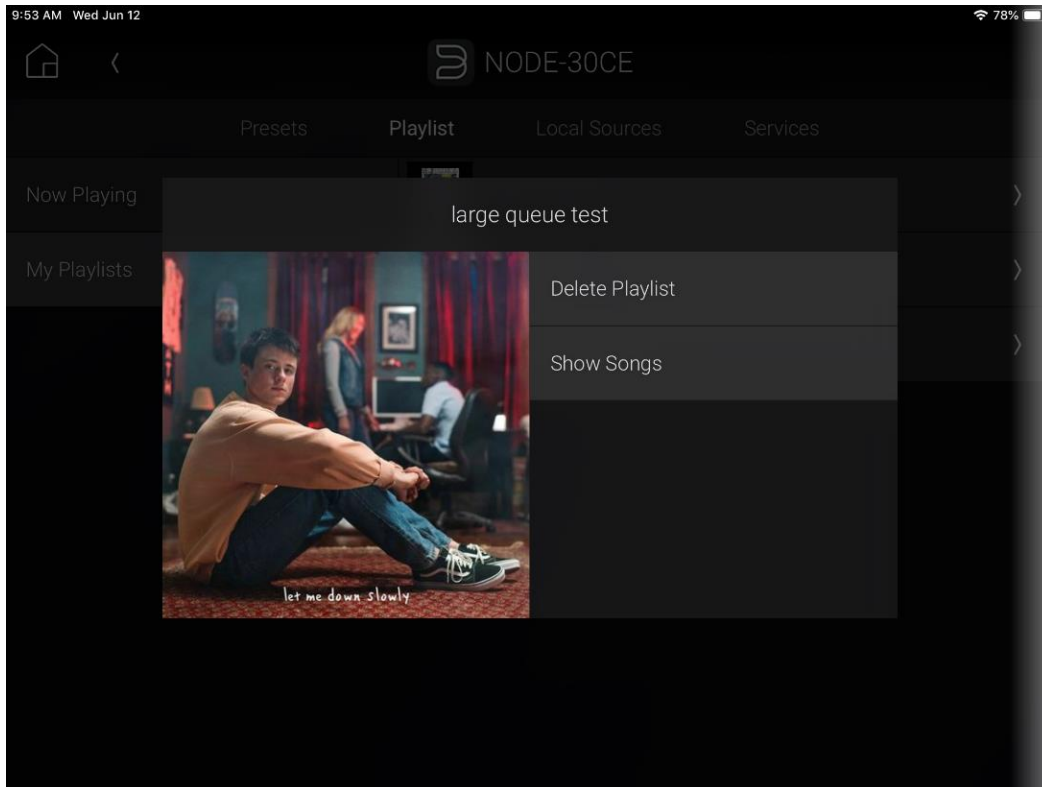 9:53 AM Wed Jun 12
78%
NODE-30CE
Presets Playlist Local Sources Services
Now Playing
large queue test
My Playlists
Delete Playlist
Show Songs
let me down slowly